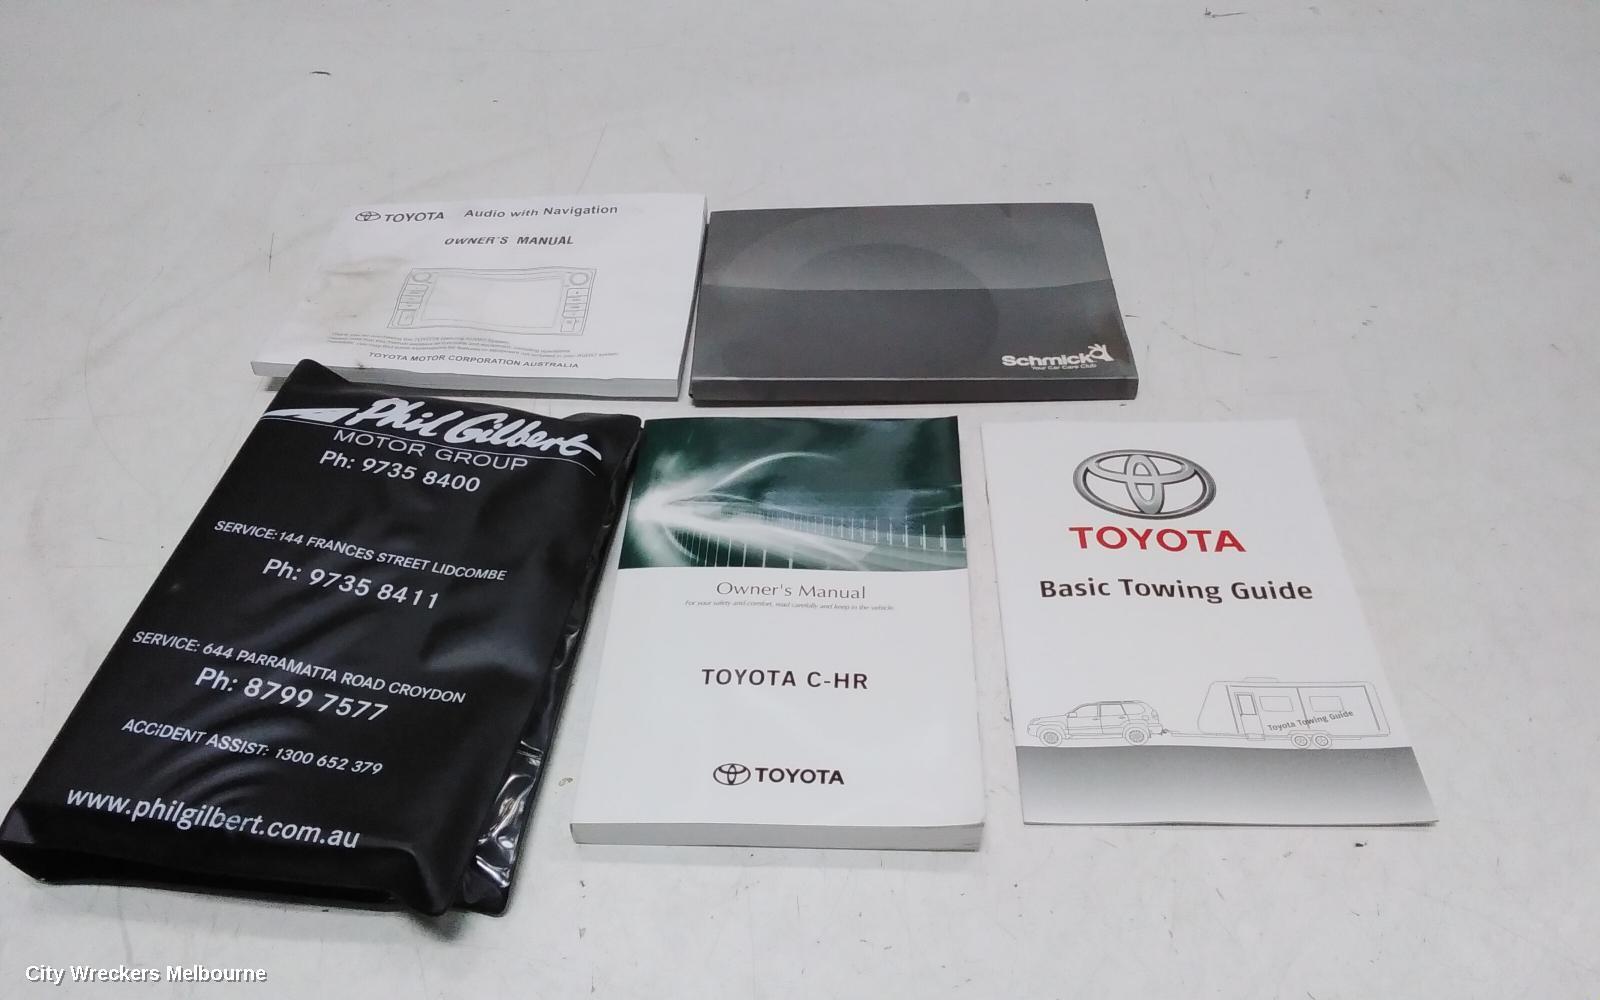 TOYOTA Audio with Navigation
OWNER'S MANUAL
TOYOTA MOTOR CORPORATION AUSTRALIA
Schmick
Your Car Care Club
Phil Gilbert
MOTOR GROUP
Ph: 9735 8400
SERVICE: 144 FRANCES STREET LIDCOMBE
Ph: 9735 8411
SERVICE: 644 PARRAMATTA ROAD CROYDON
Ph: 8799 7577
ACCIDENT ASSIST: 1300 652 379
www.philgilbert.com.au
Owner's Manual
For your safety and comfort, read carefully and keep in the vehicle.
TOYOTA C-HR
TOYOTA
TOYOTA
Basic Towing Guide
Toyota Towing Guide
City Wreckers Melbourne